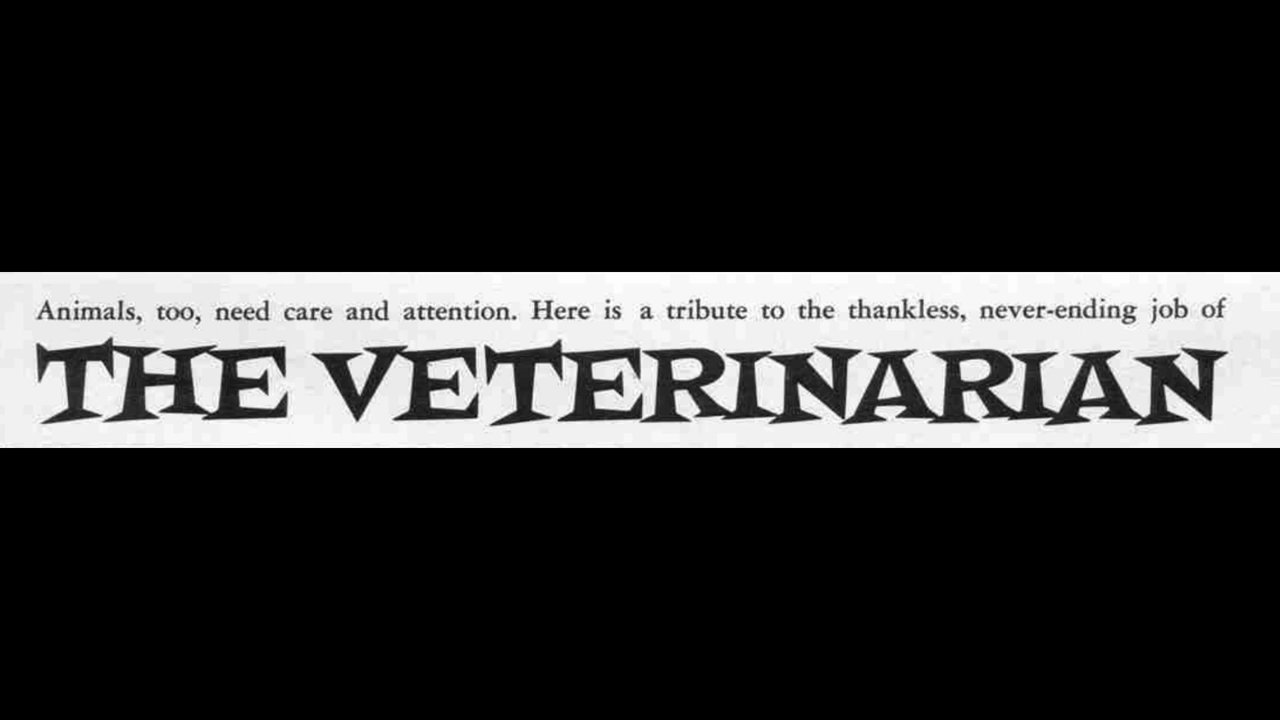 Animals, too, need care and attention. Here is a tribute to the thankless, never-ending job of
THE VETERINARIAN